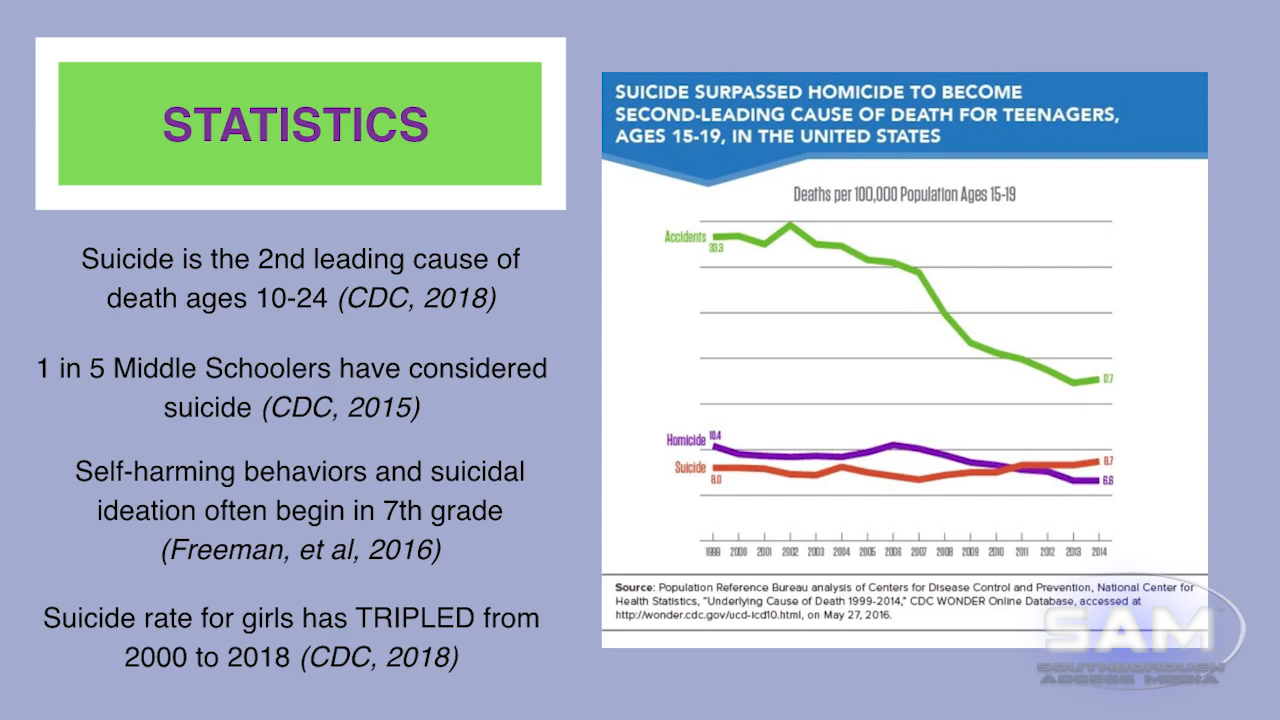 STATISTICS
Suicide is the 2nd leading cause of
death ages 10-24 (CDC, 2018)
1 in 5 Middle Schoolers have considered
suicide (CDC, 2015)
Self-harming behaviors and suicidal
ideation often begin in 7th grade
(Freeman, et al, 2016)
Suicide rate for girls has TRIPLED from
2000 to 2018 (CDC, 2018)
SUICIDE SURPASSED HOMICIDE TO BECOME
SECOND-LEADING CAUSE OF DEATH FOR TEENAGERS,
AGES 15-19, IN THE UNITED STATES
Deaths per 100,000 Population Ages 15-19
Accidents
33.3
17.7
Homicide 10.4
Suicide
8.0
8.7
6.6
1999 2000 2001 2002 2003 2004 2005 2006 2007 2008 2009 2010 2011 2012 2013 2014
Source: Population Reference Bureau analysis of Centers for Disease Control and Prevention, National Center for
Health Statistics, "Underlying Cause of Death 1999-2014," CDC WONDER Online Database, accessed at
http://wonder.cdc.gov/ucd-icd10.html, on May 27, 2016.
SAM
SOUTHBOROUGH
ACCESS MEDIA